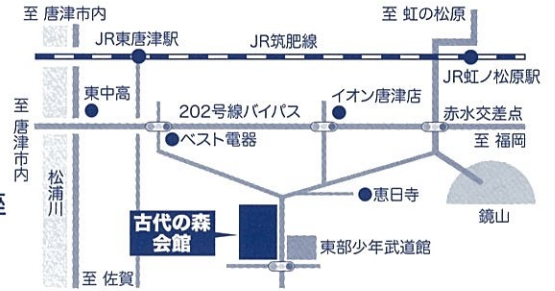 至 唐津市内
至 虹の松原
JR東唐津駅
JR筑肥線
JR虹ノ松原駅
東中高
イオン唐津店
202号線バイパス
赤水交差点
至 唐津市内
ベスト電器
至 福岡
松浦川
恵日寺
鏡山
古代の森
会館
東部少年武道館
至 佐賀